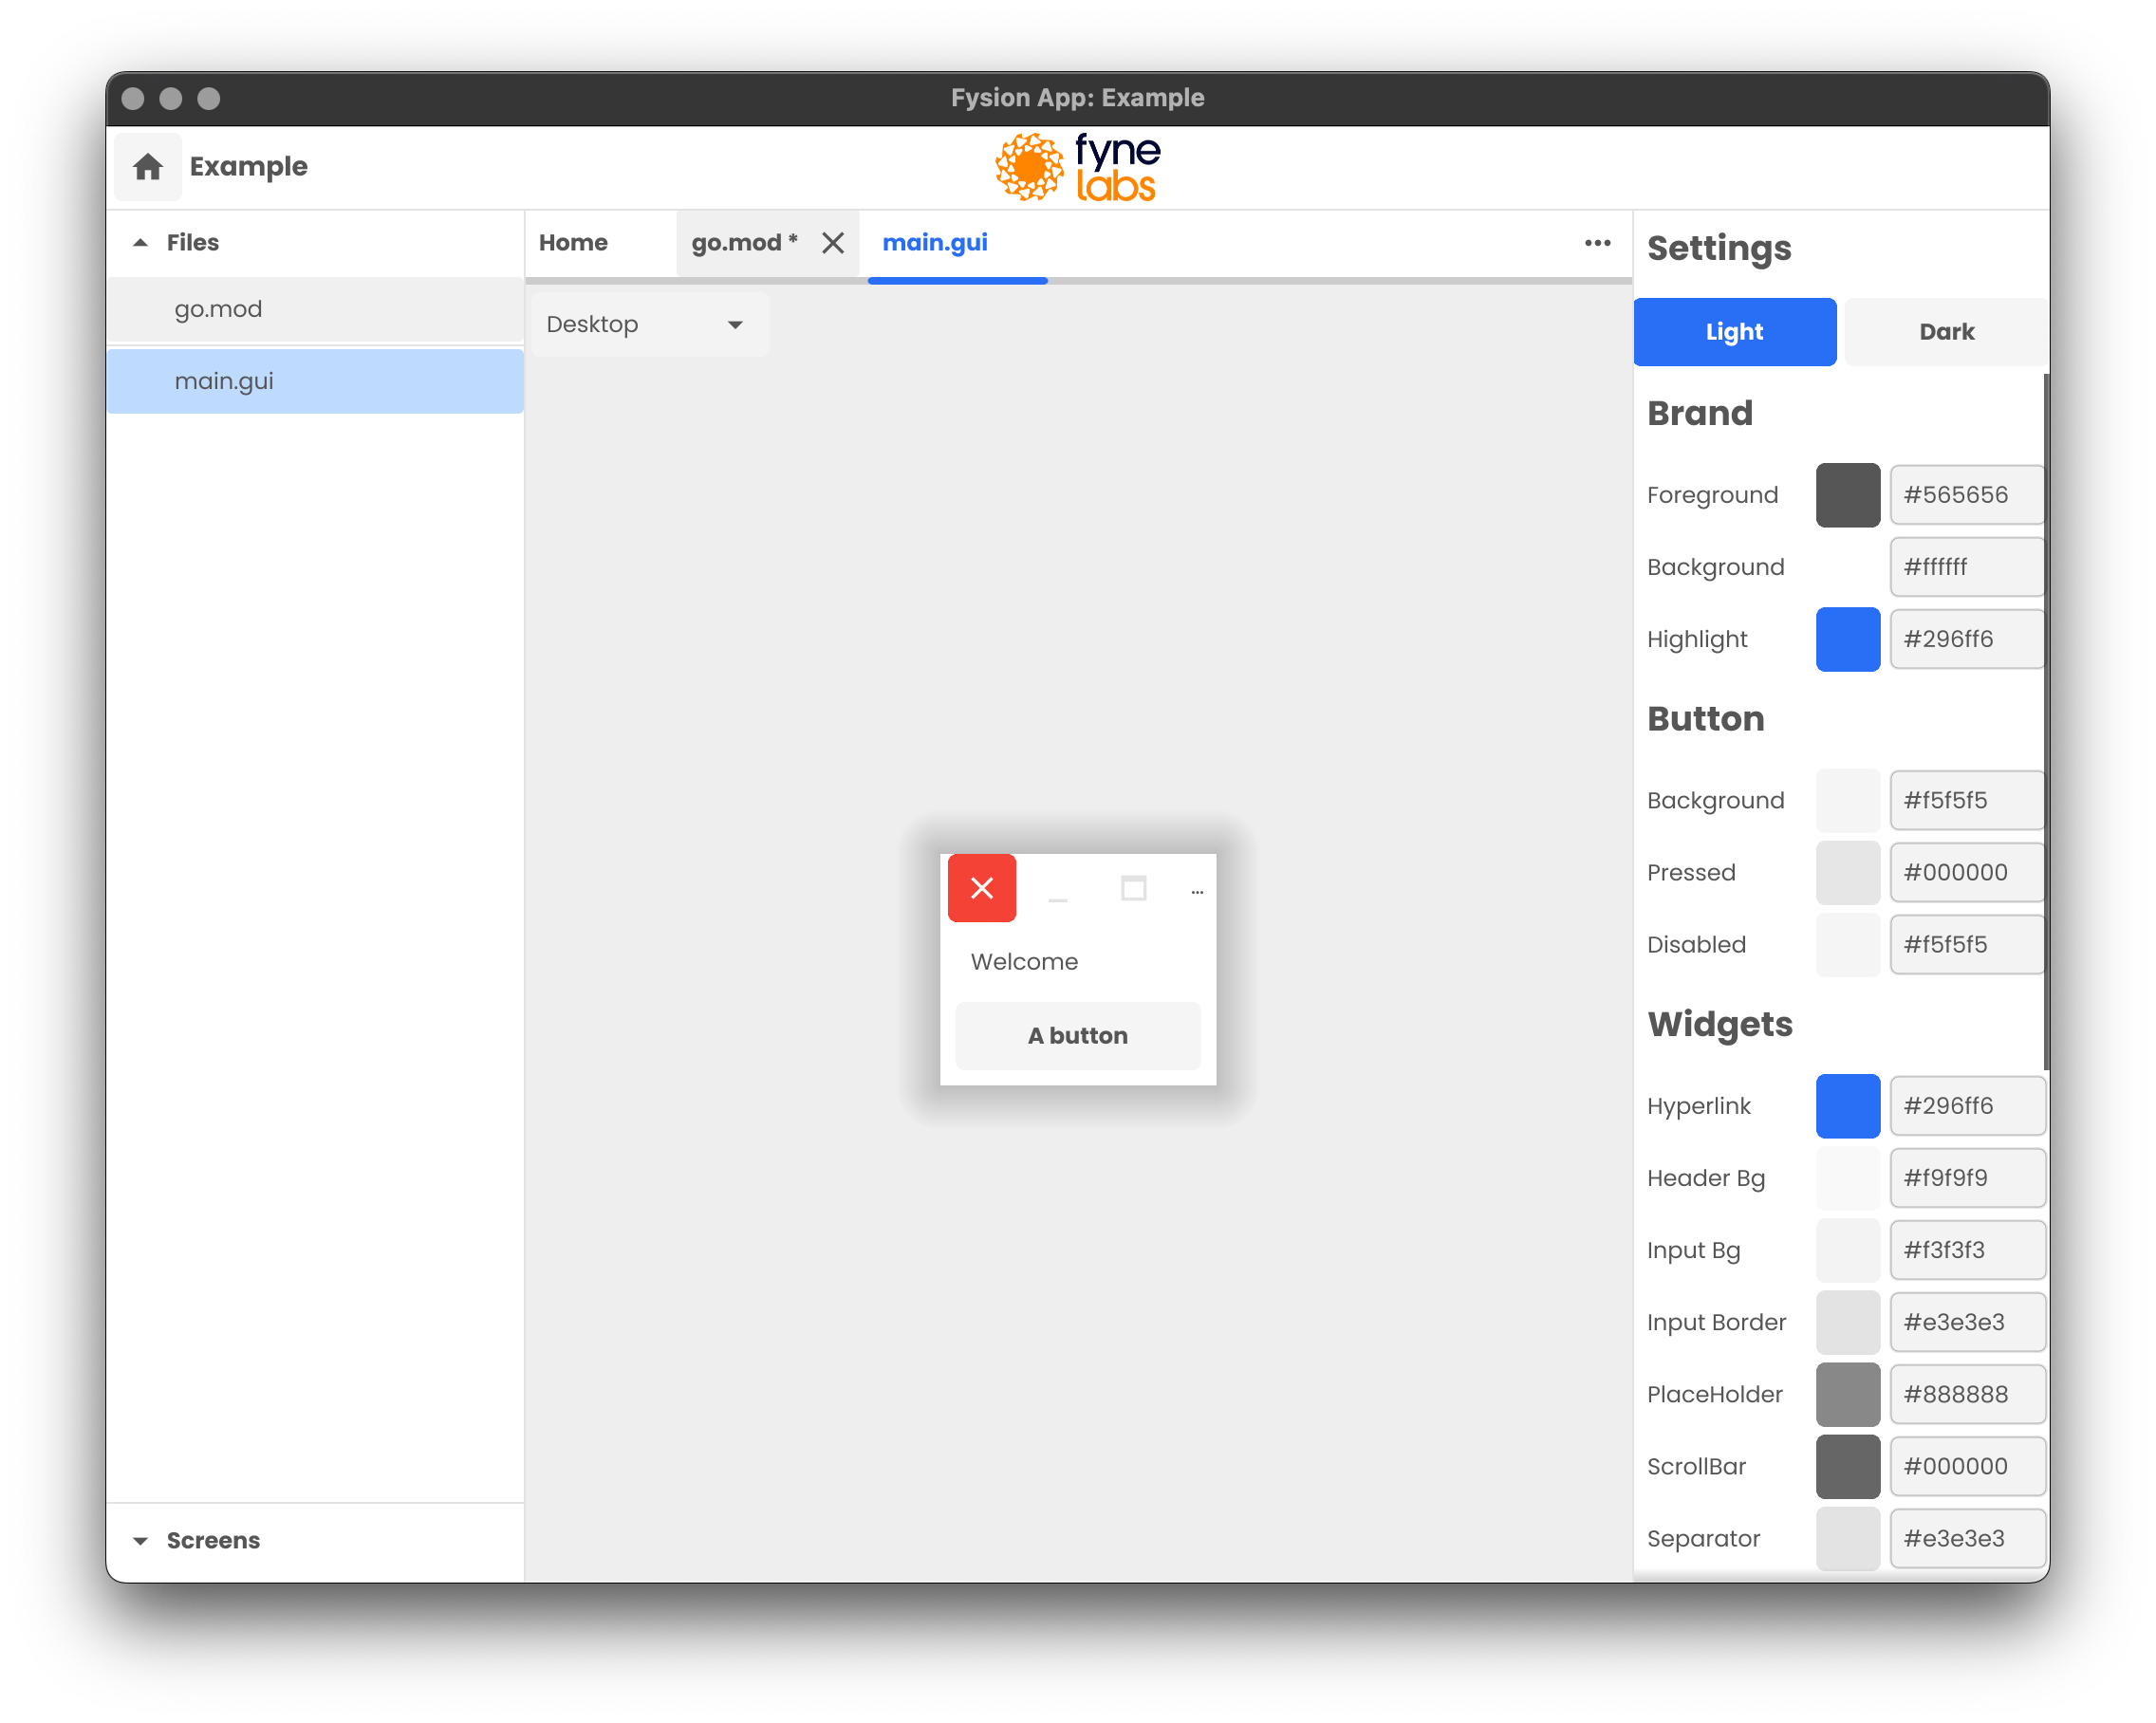 Fysion App: Example
Example
fyne
labs
Files
go.mod
main.gui
Screens
Home
go.mod *
main.gui
Desktop
...
Welcome
A button
Settings
Light
Dark
Brand
Foreground #565656
Background #ffffff
Highlight #296ff6
Button
Background #f5f5f5
Pressed #000000
Disabled #f5f5f5
Widgets
Hyperlink #296ff6
Header Bg #f9f9f9
Input Bg #f3f3f3
Input Border #e3e3e3
PlaceHolder #888888
ScrollBar #000000
Separator #e3e3e3